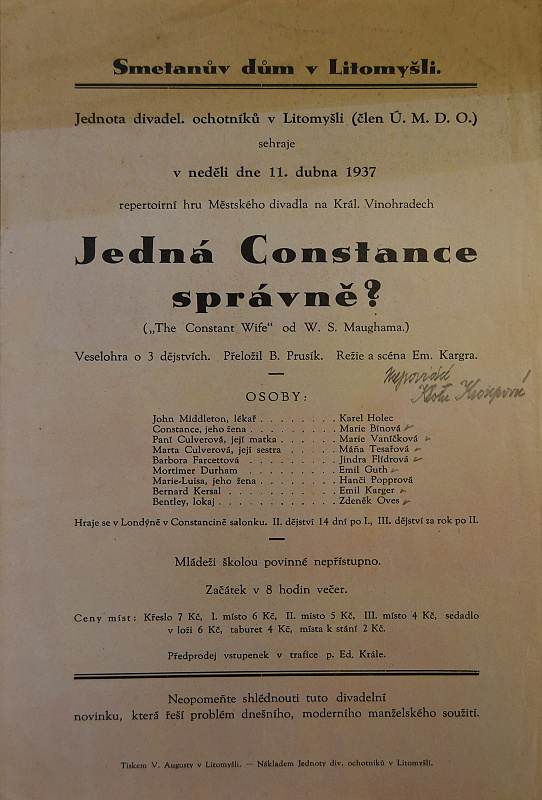 Smetanův dům v Litomyšli.
Jednota divadel. ochotníků v Litomyšli (člen Ú. M. D. O.)
sehraje
v neděli dne 11. dubna 1937
repertoirní hru Městského divadla na Král. Vinohradech
Jedná Constance
správně?
(„The Constant Wife" od W. S. Maughama.)
Veselohra o 3 dějstvích. Přeložil B. Prusík. Režie a scéna Em. Kargra.
OSOBY:
John Middleton, lékař . . . . . . . . Karel Holec
Constance, jeho žena . . . . . . . . . Marie Bínová
Paní Culverová, její matka . . . . . . Marie Vaníčková
Marta Culverová, její sestra . . . . . Máňa Tesařová
Barbora Farcettová . . . . . . . . . Jindra Flídrová
Mortimer Durham . . . . . . . . . . Emil Guth
Marie-Luisa, jeho žena . . . . . . . . Hanči Popprová
Bernard Kersal . . . . . . . . . . . Emil Karger
Bentley, lokaj . . . . . . . . . . . . Zdeněk Oves
Hraje se v Londýně v Constancině salonku. II. dějství 14 dní po I., III. dějství za rok po II.
Mládeži školou povinné nepřístupno.
Začátek v 8 hodin večer.
Ceny míst: Křeslo 7 Kč, I. místo 6 Kč, II. místo 5 Kč, III. místo 4 Kč, sedadlo
v loži 6 Kč, taburet 4 Kč, místa k stání 2 Kč.
Předprodej vstupenek v trafice p. Ed. Krále.
Neopomeňte shlédnouti tuto divadelní
novinku, která řeší problém dnešního, moderního manželského soužití.
Tiskem V. Augusty v Litomyšli. — Nákladem Jednoty div. ochotníků v Litomyšli.